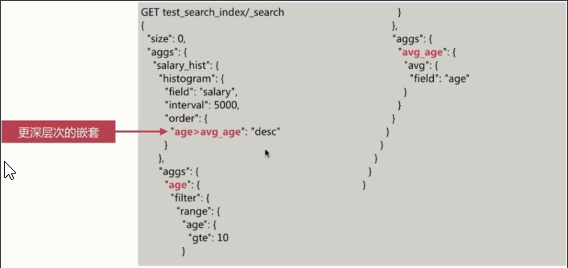 GET test_search_index/_search
{
"size": 0,
"aggs": {
"salary_hist": {
"histogram": {
"field": "salary",
"interval": 5000,
"order": {
更深层次的嵌套
"age>avg_age": "desc"
}
},
"aggs": {
"age": {
"filter": {
"range": {
"age": {
"gte": 10
}
}
},
"aggs": {
"avg_age": {
"avg": {
"field": "age"
}
}
}
}
}
}
}
}